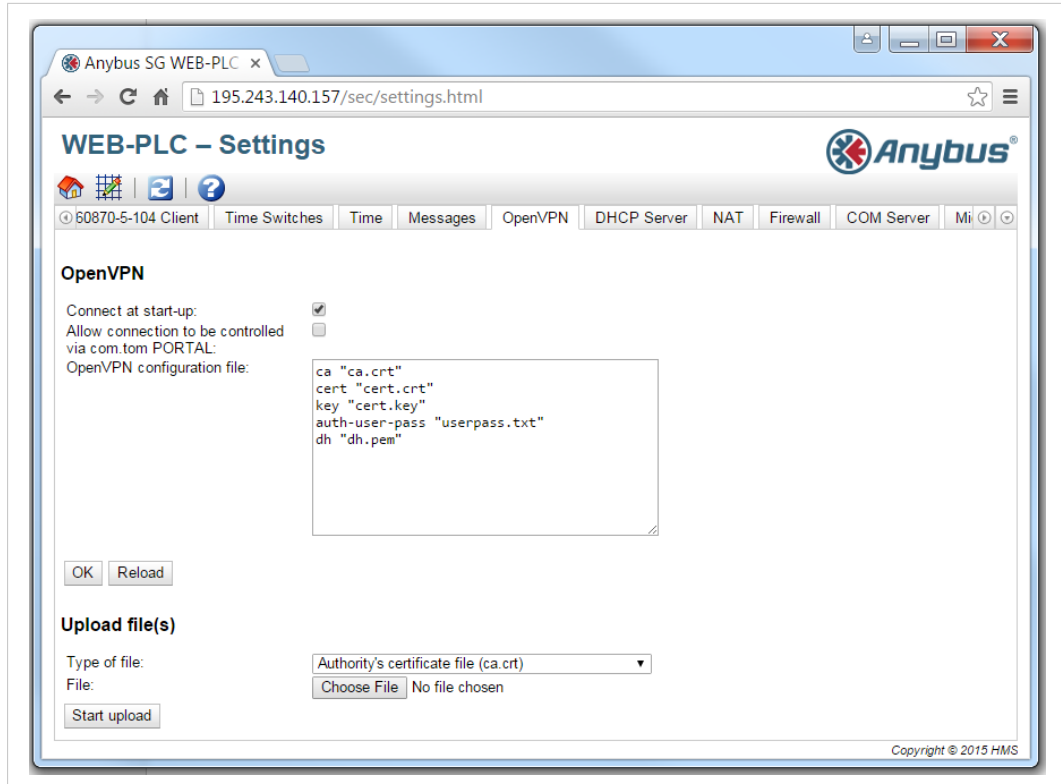 Anybus SG WEB-PLC
195.243.140.157/sec/settings.html
WEB-PLC – Settings
Anybus®
60870-5-104 Client Time Switches Time Messages OpenVPN DHCP Server NAT Firewall COM Server Mi
OpenVPN
Connect at start-up:
Allow connection to be controlled
via com.tom PORTAL:
OpenVPN configuration file:
ca "ca.crt"
cert "cert.crt"
key "cert.key"
auth-user-pass "userpass.txt"
dh "dh.pem"
OK Reload
Upload file(s)
Type of file: Authority's certificate file (ca.crt)
File: Choose File No file chosen
Start upload
Copyright © 2015 HMS